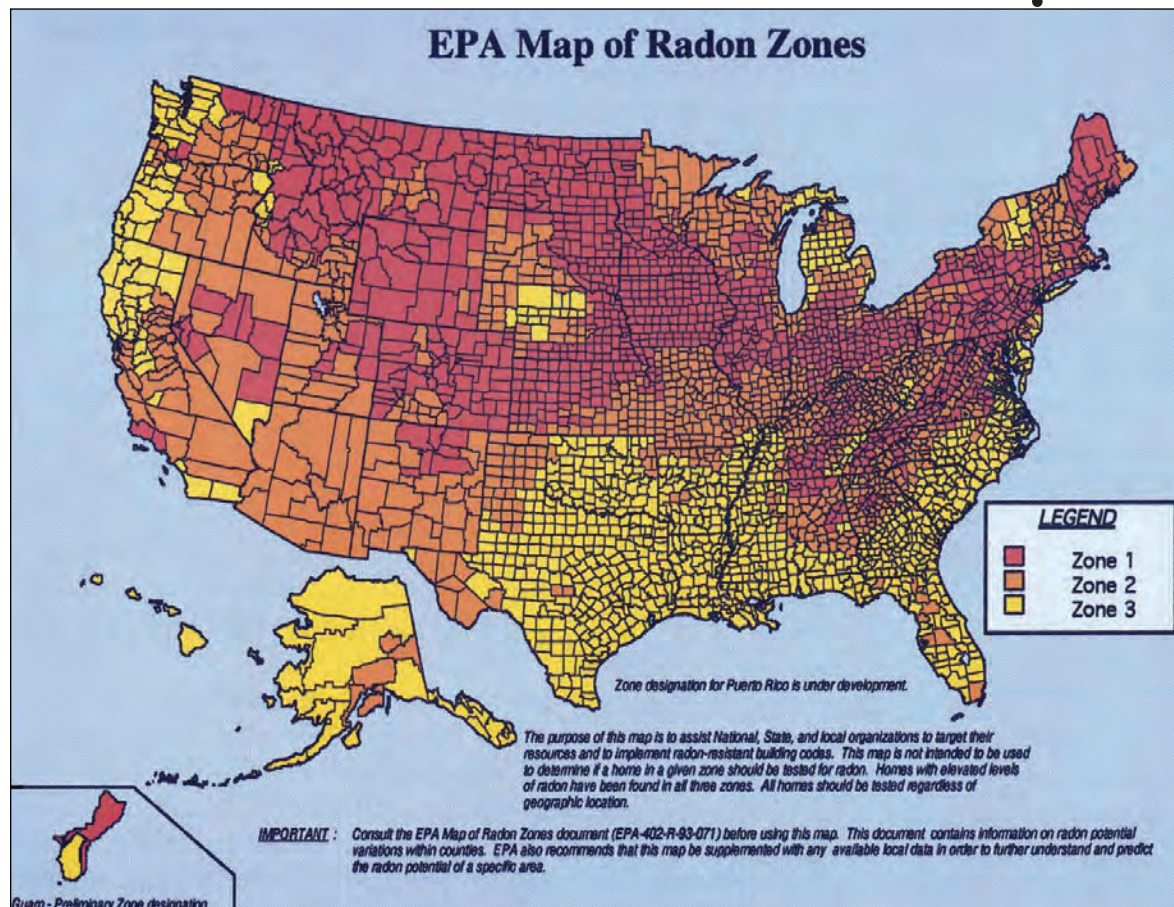 EPA Map of Radon Zones
LEGEND
Zone 1
Zone 2
Zone 3
Zone designation for Puerto Rico is under development.
The purpose of this map is to assist National, State, and local organizations to target their
resources and to implement radon-resistant building codes. This map is not intended to be used
to determine if a home in a given zone should be tested for radon. Homes with elevated levels
of radon have been found in all three zones. All homes should be tested regardless of
geographic location.
IMPORTANT : Consult the EPA Map of Radon Zones document (EPA-402-R-93-071) before using this map. This document contains information on radon potential
variations within counties. EPA also recommends that this map be supplemented with any available local data in order to further understand and predict
the radon potential of a specific area.
Guam - Preliminary Zone designation